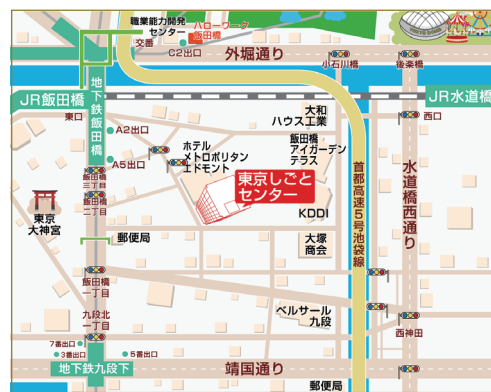 職業能力開発
センター
ハローワーク
飯田橋
交番
C2出口
外堀通り
小石川橋
後楽橋
JR飯田橋
地下鉄飯田橋
JR水道橋
東口
西口
A2出口
A5出口
大和
ハウス工業
ホテル
メトロポリタン
エドモント
飯田橋
アイガーデン
テラス
飯田橋
三丁目
東京しごと
センター
首都高速5号池袋線
水道橋西通り
飯田橋
二丁目
東京
大神宮
KDDI
郵便局
大塚
商会
飯田橋
一丁目
ベルサール
九段
九段北
一丁目
西神田
7番出口
3番出口
5番出口
地下鉄九段下
靖国通り
郵便局